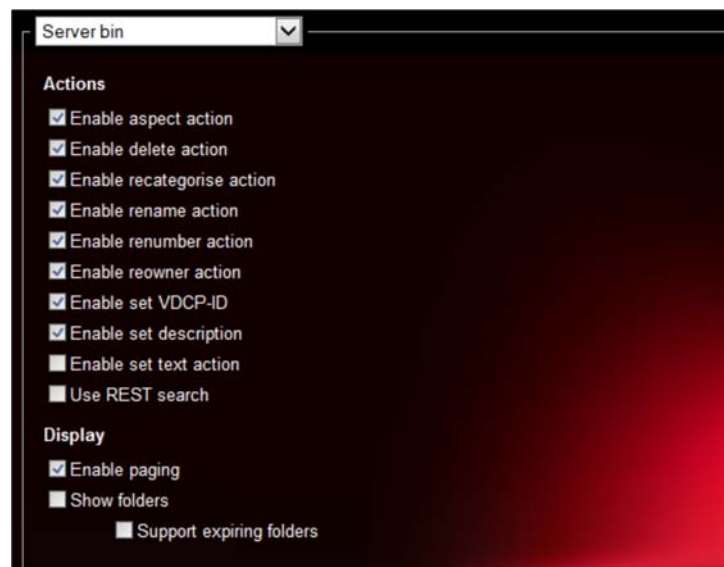 Server bin
Actions
Enable aspect action
Enable delete action
Enable recategorise action
Enable rename action
Enable renumber action
Enable reowner action
Enable set VDCP-ID
Enable set description
Enable set text action
Use REST search
Display
Enable paging
Show folders
Support expiring folders